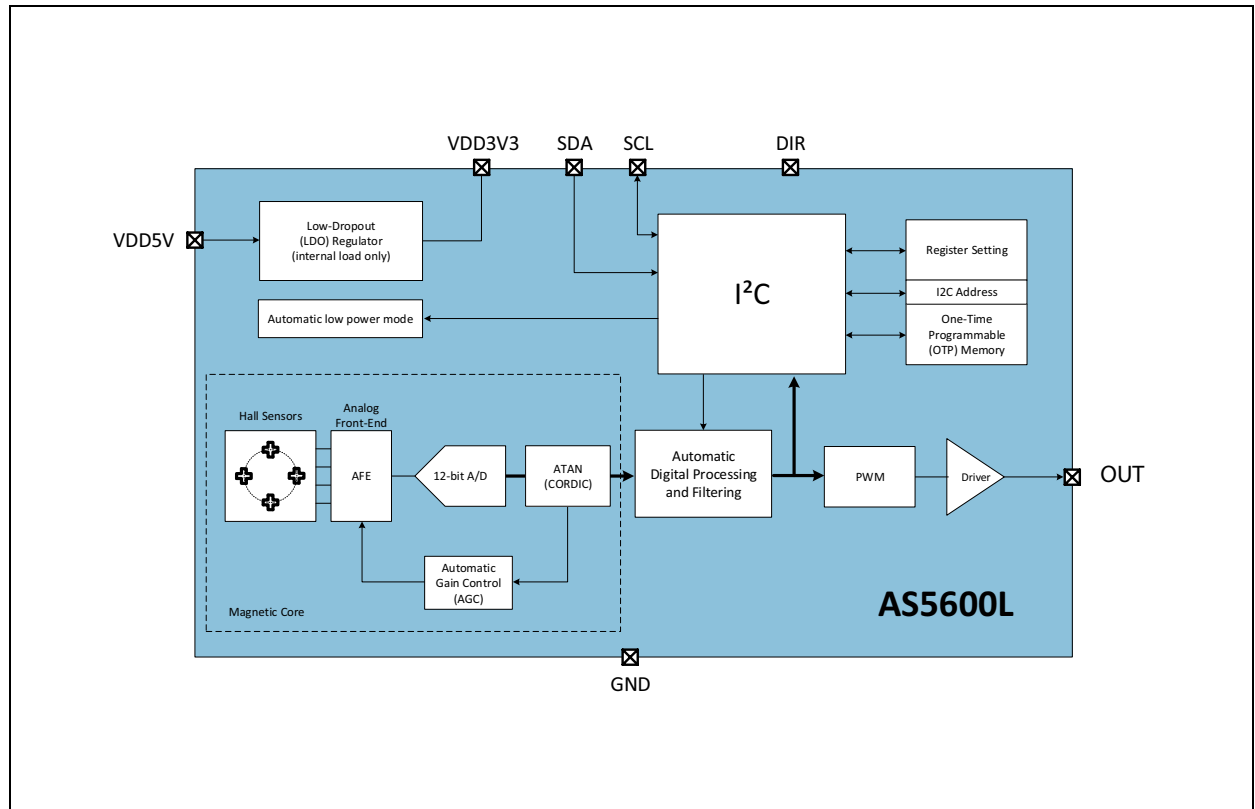 VDD3V3
SDA
SCL
DIR
VDD5V
Low-Dropout
(LDO) Regulator
(internal load only)
Automatic low power mode
I²C
Register Setting
I2C Address
One-Time
Programmable
(OTP) Memory
Hall Sensors
Analog
Front-End
AFE
12-bit A/D
ATAN
(CORDIC)
Automatic
Digital Processing
and Filtering
PWM
Driver
OUT
Automatic
Gain Control
(AGC)
Magnetic Core
AS5600L
GND